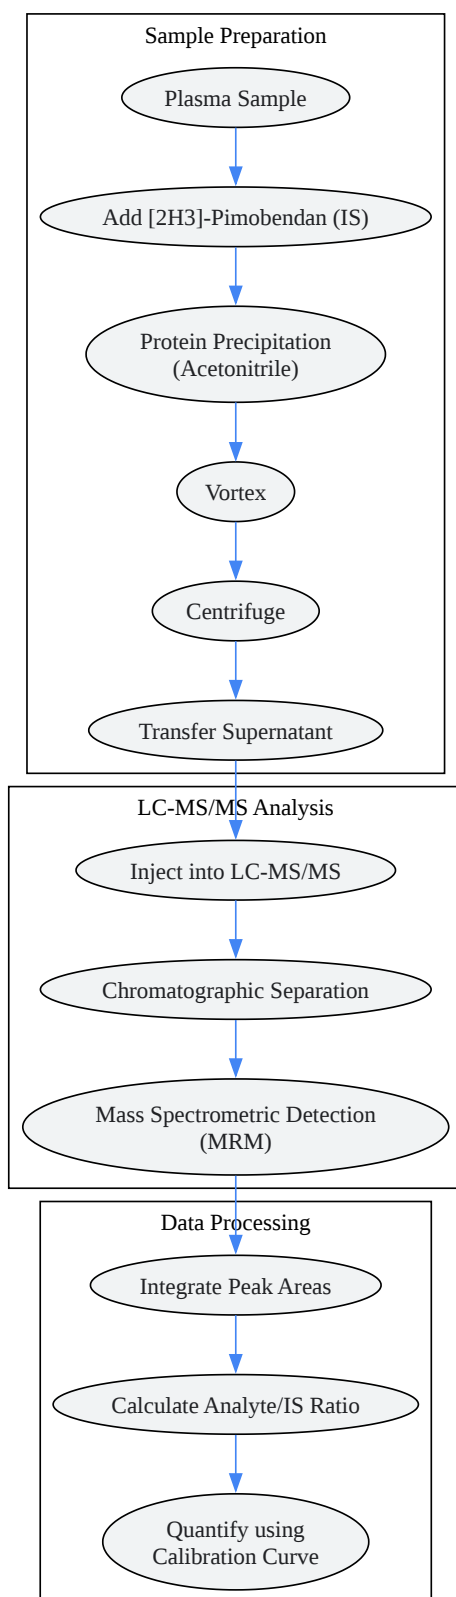 Sample Preparation
Plasma Sample
Add [2H3]-Pimobendan (IS)
Protein Precipitation
(Acetonitrile)
Vortex
Centrifuge
Transfer Supernatant
LC-MS/MS Analysis
Inject into LC-MS/MS
Chromatographic Separation
Mass Spectrometric Detection
(MRM)
Data Processing
Integrate Peak Areas
Calculate Analyte/IS Ratio
Quantify using
Calibration Curve